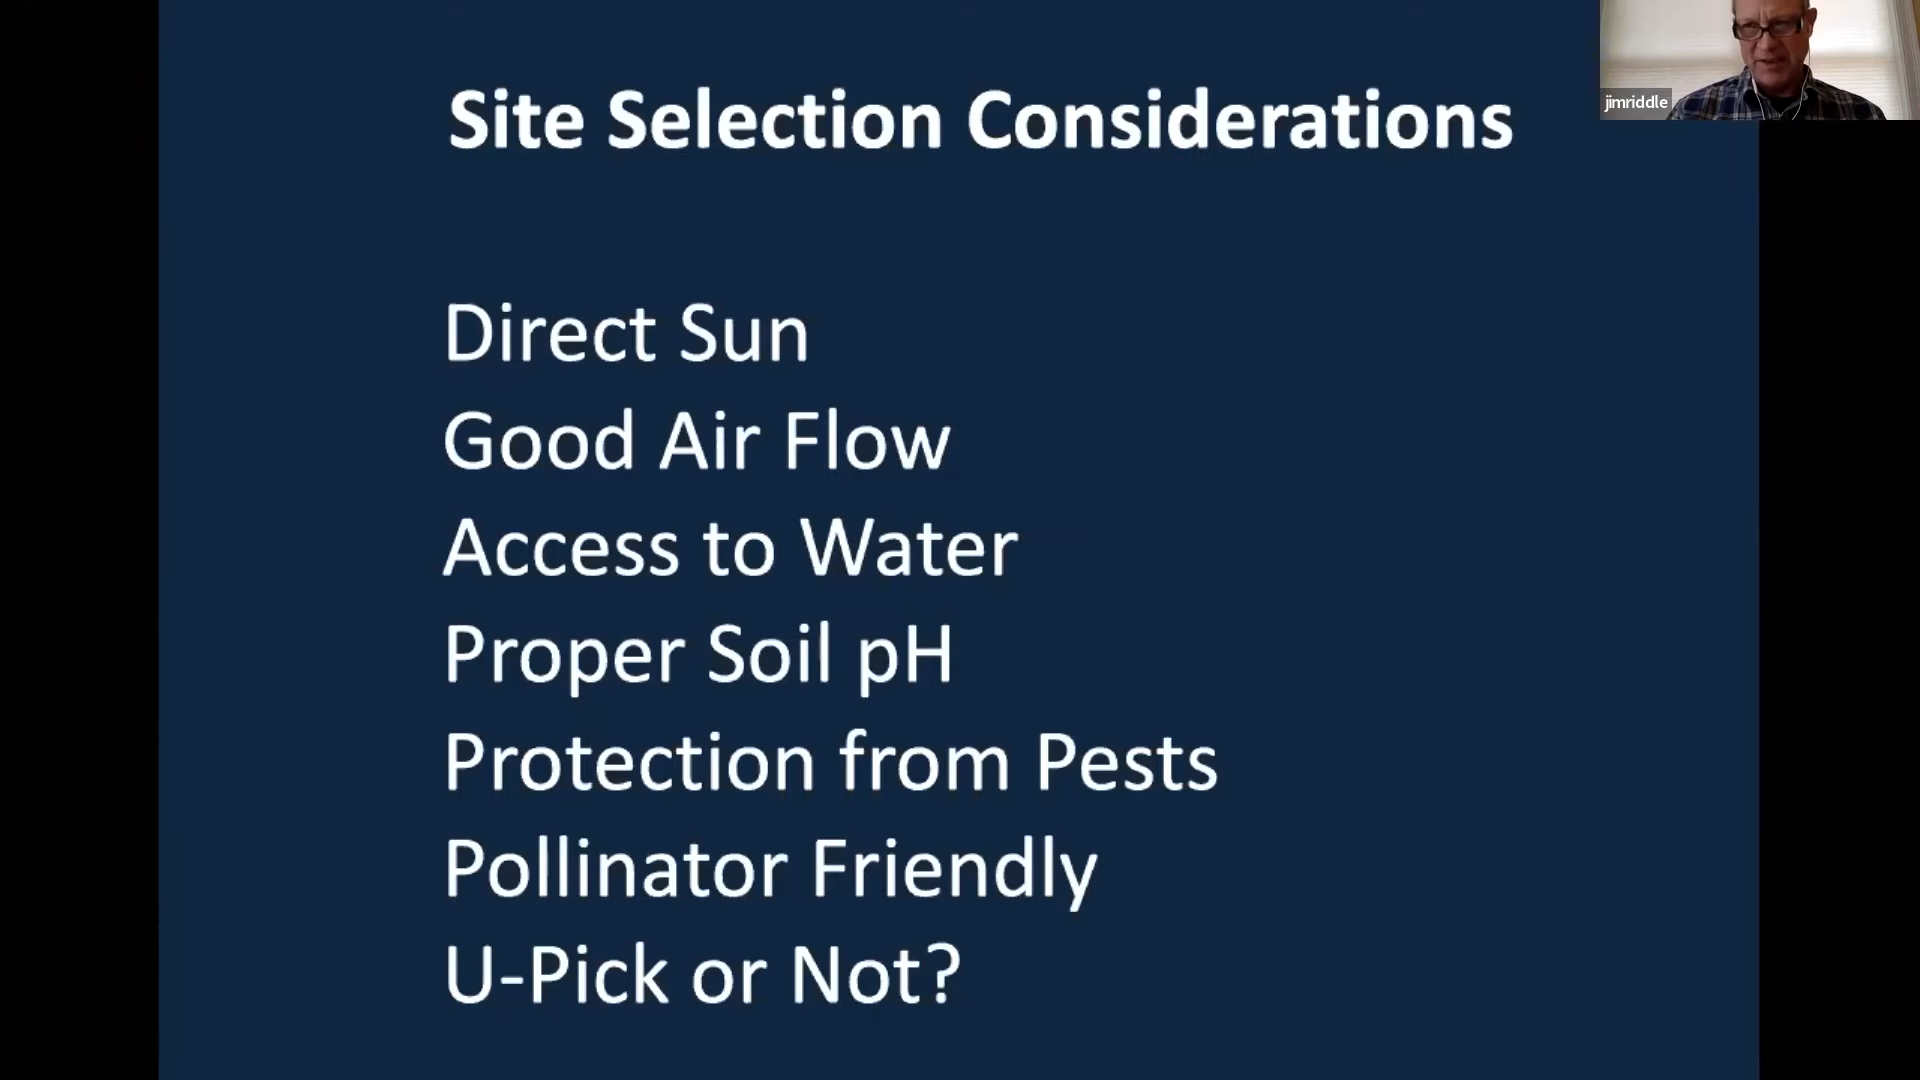 Site Selection Considerations
jimriddle
Direct Sun
Good Air Flow
Access to Water
Proper Soil pH
Protection from Pests
Pollinator Friendly
U-Pick or Not?